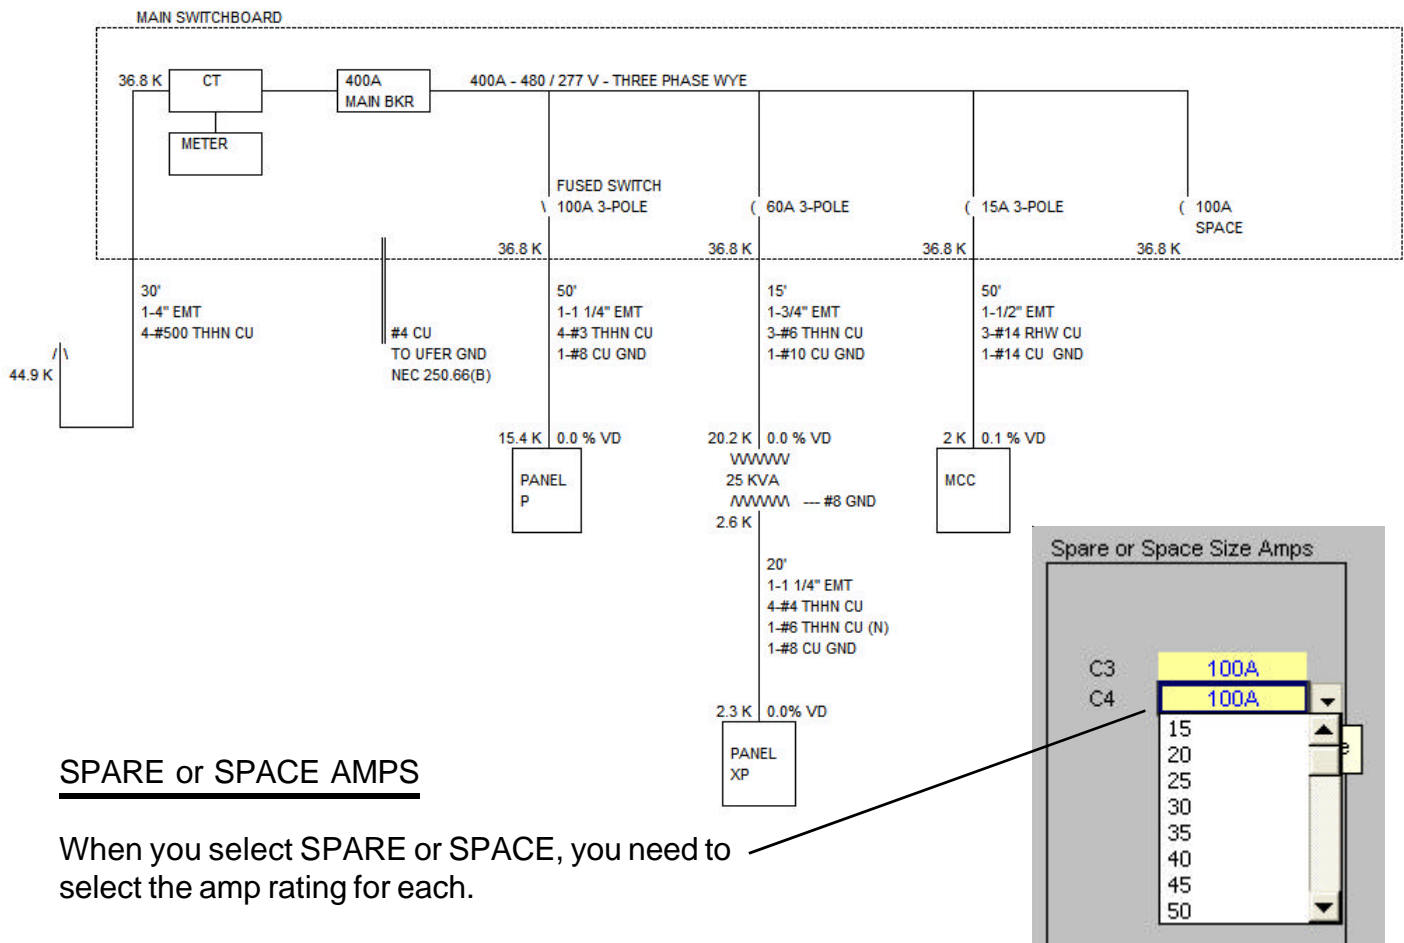 MAIN SWITCHBOARD
36.8 K
CT
400A
MAIN BKR
400A - 480 / 277 V - THREE PHASE WYE
METER
FUSED SWITCH
\ 100A 3-POLE
( 60A 3-POLE
( 15A 3-POLE
( 100A
SPACE
36.8 K
36.8 K
36.8 K
36.8 K
30'
1-4" EMT
4-#500 THHN CU
#4 CU
TO UFER GND
NEC 250.66(B)
50'
1-1 1/4" EMT
4-#3 THHN CU
1-#8 CU GND
15'
1-3/4" EMT
3-#6 THHN CU
1-#10 CU GND
50'
1-1/2" EMT
3-#14 RHW CU
1-#14 CU GND
/ \
44.9 K
15.4 K 0.0 % VD
PANEL
P
20.2 K 0.0 % VD
25 KVA
--- #8 GND
2.6 K
2 K 0.1 % VD
MCC
20'
1-1 1/4" EMT
4-#4 THHN CU
1-#6 THHN CU (N)
1-#8 CU GND
2.3 K 0.0% VD
PANEL
XP
Spare or Space Size Amps
C3 100A
C4 100A
15
20
25
30
35
40
45
50
e
SPARE or SPACE AMPS
When you select SPARE or SPACE, you need to
select the amp rating for each.